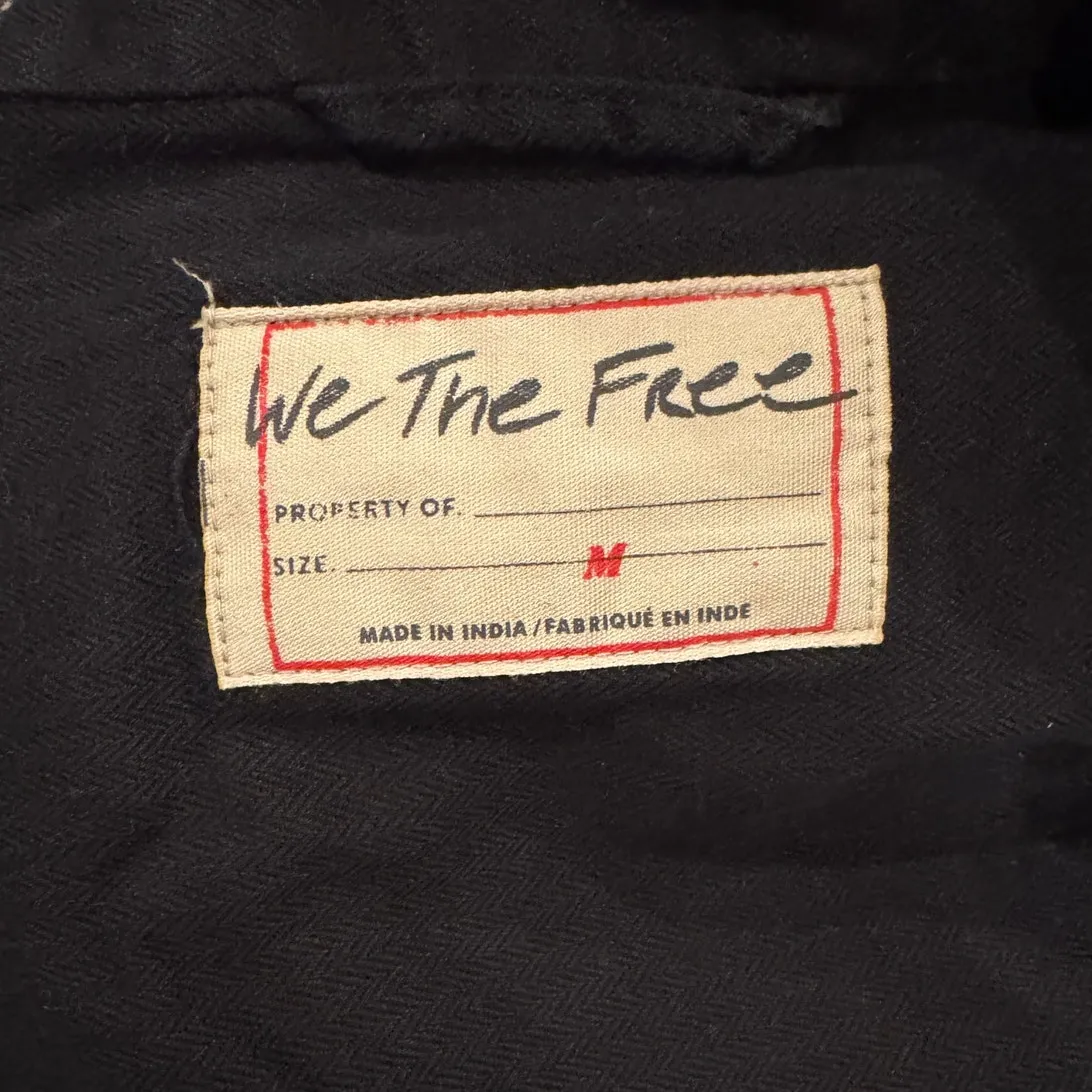 We The Free
PROPERTY OF.
SIZE M
MADE IN INDIA/FABRIQUÉ EN INDE